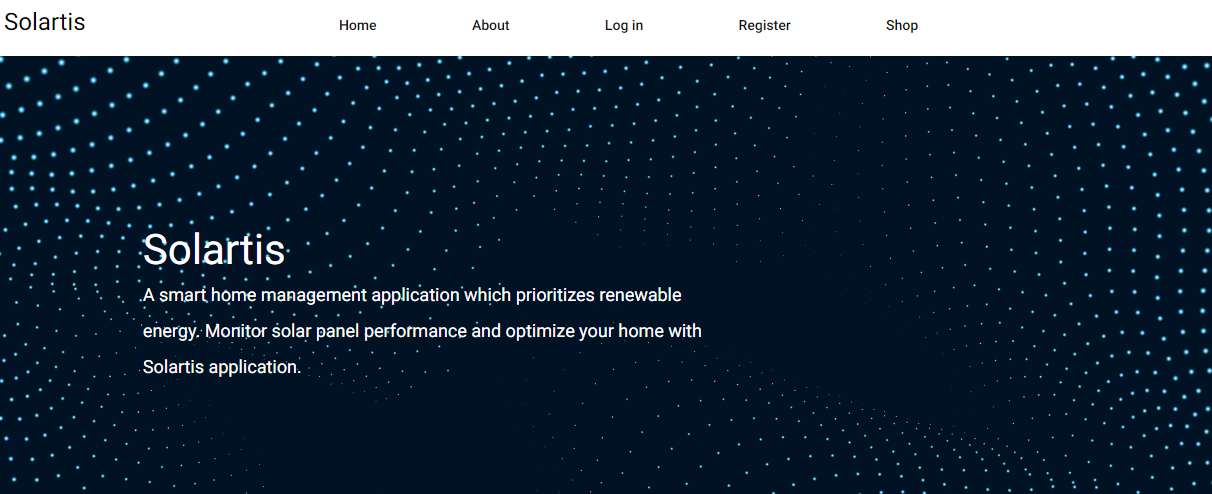 Solartis
Home About Log in Register Shop
Solartis
A smart home management application which prioritizes renewable
energy. Monitor solar panel performance and optimize your home with
Solartis application.